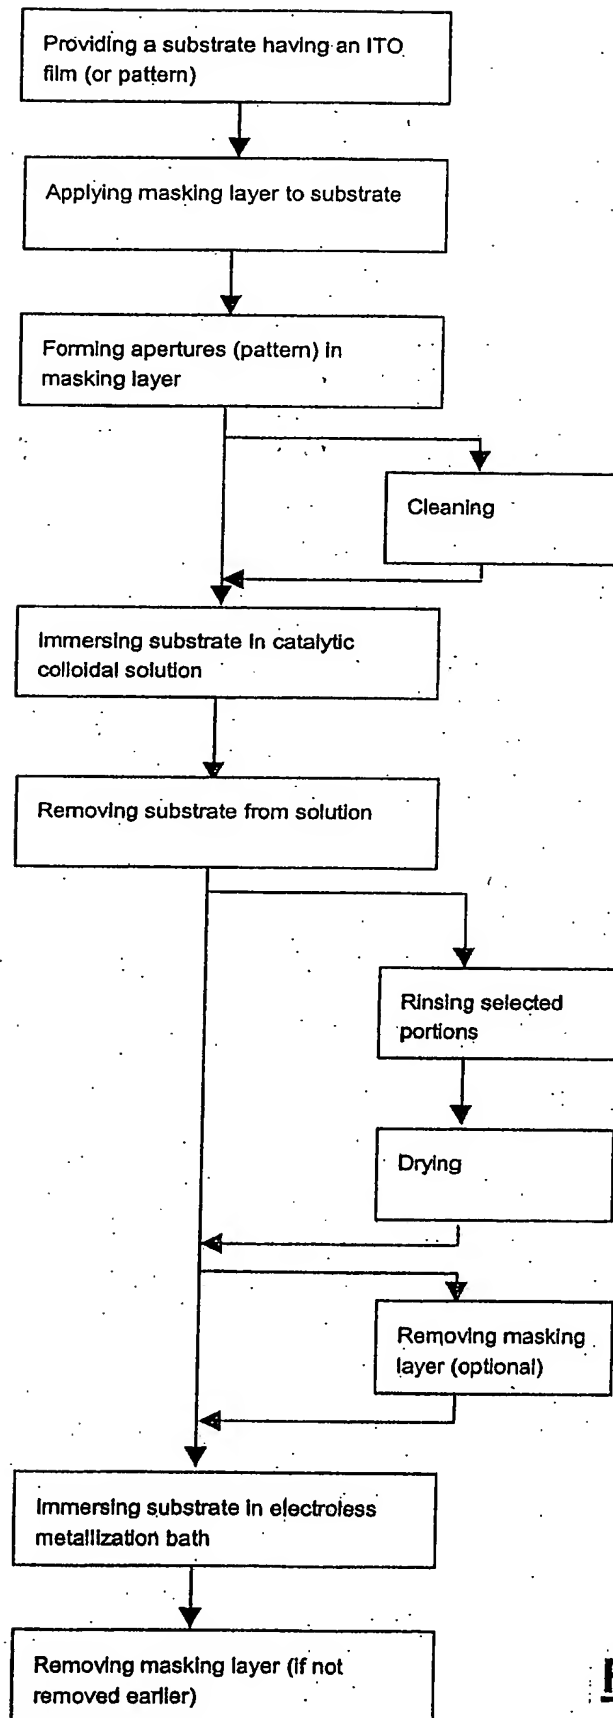 Providing a substrate having an ITO
film (or pattern)
Applying masking layer to substrate
Forming apertures (pattern) in
masking layer
Cleaning
Immersing substrate in catalytic
colloidal solution
Removing substrate from solution
Rinsing selected
portions
Drying
Removing masking
layer (optional)
Immersing substrate in electroless
metallization bath
Removing masking layer (if not
removed earlier)